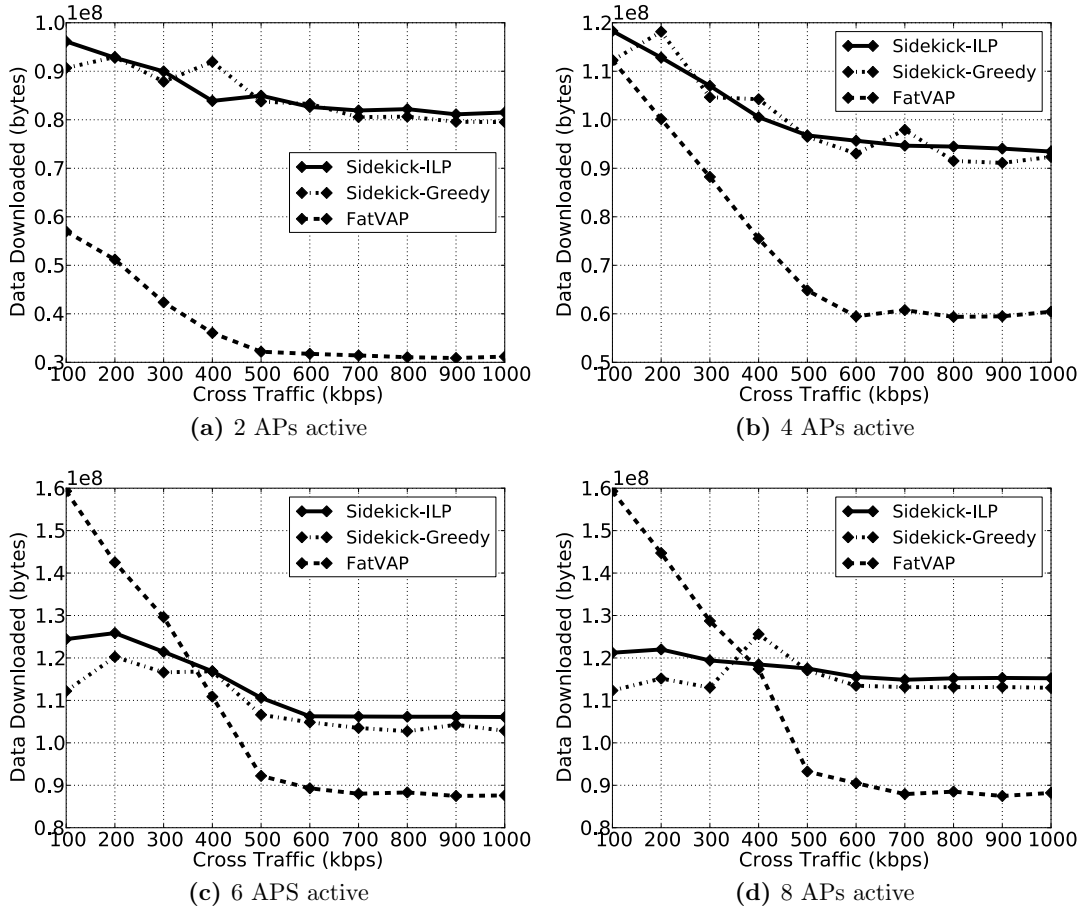 1e8
1.0
0.9
0.8
0.7
0.6
0.5
0.4
0.3
Data Downloaded (bytes)
Sidekick-ILP
Sidekick-Greedy
FatVAP
100 200 300 400 500 600 700 800 900 1000
Cross Traffic (kbps)
(a) 2 APs active
1e8
1.2
1.1
1.0
0.9
0.8
0.7
0.6
0.5
Data Downloaded (bytes)
Sidekick-ILP
Sidekick-Greedy
FatVAP
100 200 300 400 500 600 700 800 900 1000
Cross Traffic (kbps)
(b) 4 APs active
1e8
1.6
1.5
1.4
1.3
1.2
1.1
1.0
0.9
0.8
Data Downloaded (bytes)
Sidekick-ILP
Sidekick-Greedy
FatVAP
100 200 300 400 500 600 700 800 900 1000
Cross Traffic (kbps)
(c) 6 APS active
1e8
1.6
1.5
1.4
1.3
1.2
1.1
1.0
0.9
0.8
Data Downloaded (bytes)
Sidekick-ILP
Sidekick-Greedy
FatVAP
100 200 300 400 500 600 700 800 900 1000
Cross Traffic (kbps)
(d) 8 APs active